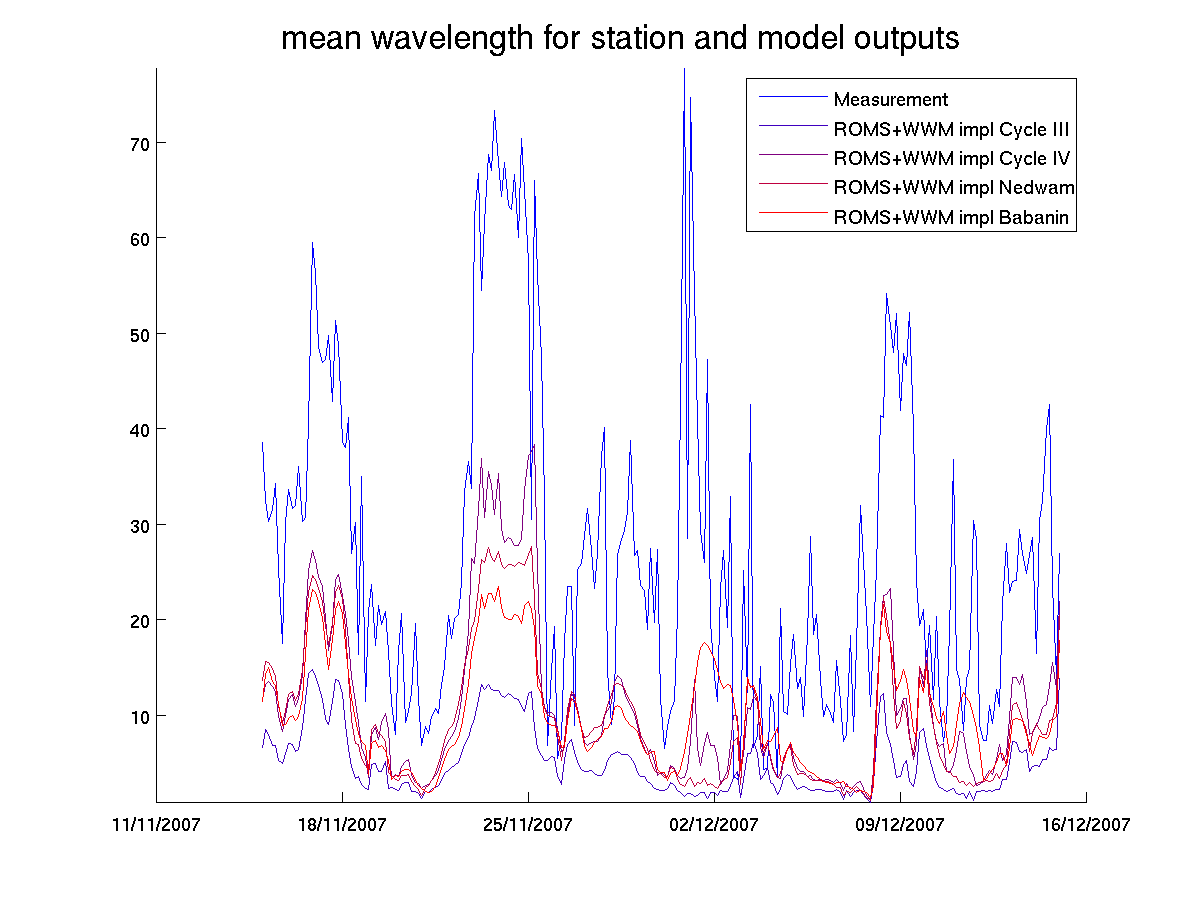 mean wavelength for station and model outputs
Measurement
ROMS+WWM impl Cycle III
ROMS+WWM impl Cycle IV
ROMS+WWM impl Nedwam
ROMS+WWM impl Babanin
70
60
50
40
30
20
10
11/11/2007
18/11/2007
25/11/2007
02/12/2007
09/12/2007
16/12/2007